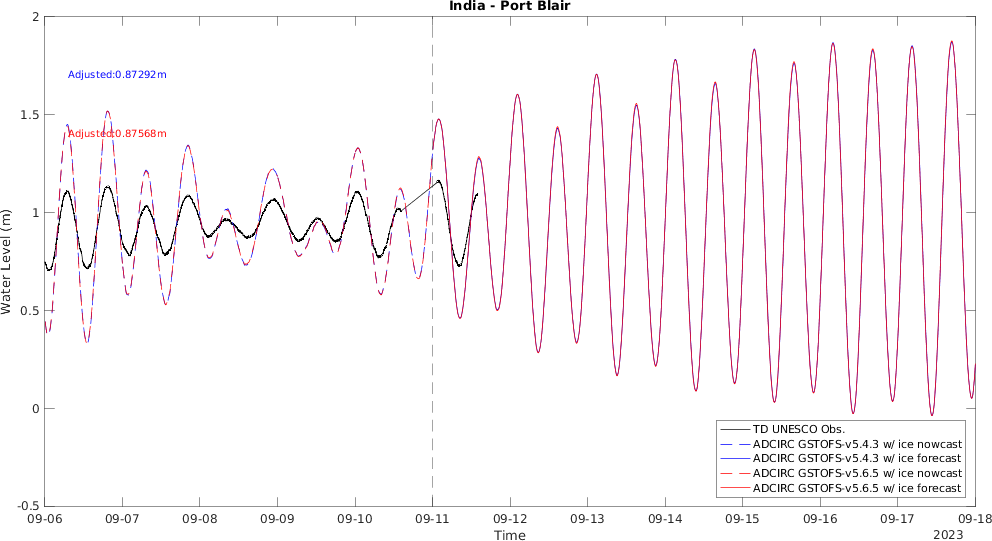 India - Port Blair
2
1.5
1
0.5
0
-0.5
Water Level (m)
Adjusted:0.87292m
Adjusted:0.87568m
TD UNESCO Obs.
ADCIRC GSTOFS-v5.4.3 w/ ice nowcast
ADCIRC GSTOFS-v5.4.3 w/ ice forecast
ADCIRC GSTOFS-v5.6.5 w/ ice nowcast
ADCIRC GSTOFS-v5.6.5 w/ ice forecast
09-06 09-07 09-08 09-09 09-10 09-11 09-12 09-13 09-14 09-15 09-16 09-17 09-18
Time
2023